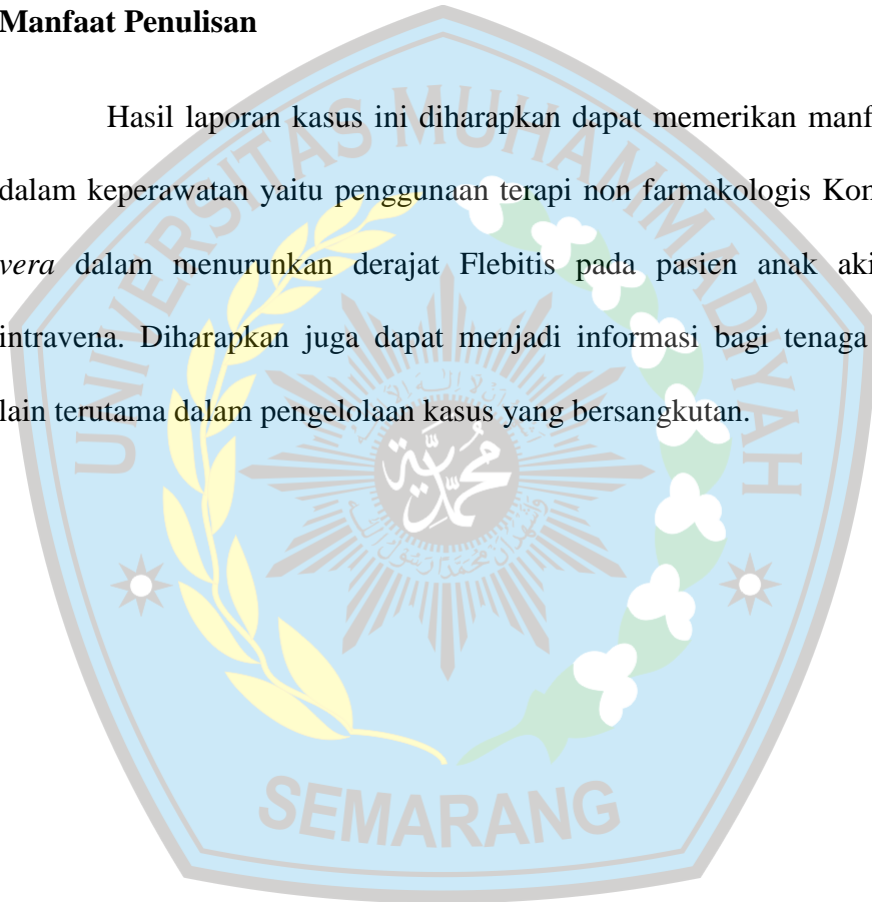 Manfaat Penulisan
Hasil laporan kasus ini diharapkan dapat memerikan manf
dalam keperawatan yaitu penggunaan terapi non farmakologis Kon
vera dalam menurunkan derajat Flebitis pada pasien anak aki
intravena. Diharapkan juga dapat menjadi informasi bagi tenaga
lain terutama dalam pengelolaan kasus yang bersangkutan.
UNIVERSITAS MUHAMMADIYAH
SEMARANG